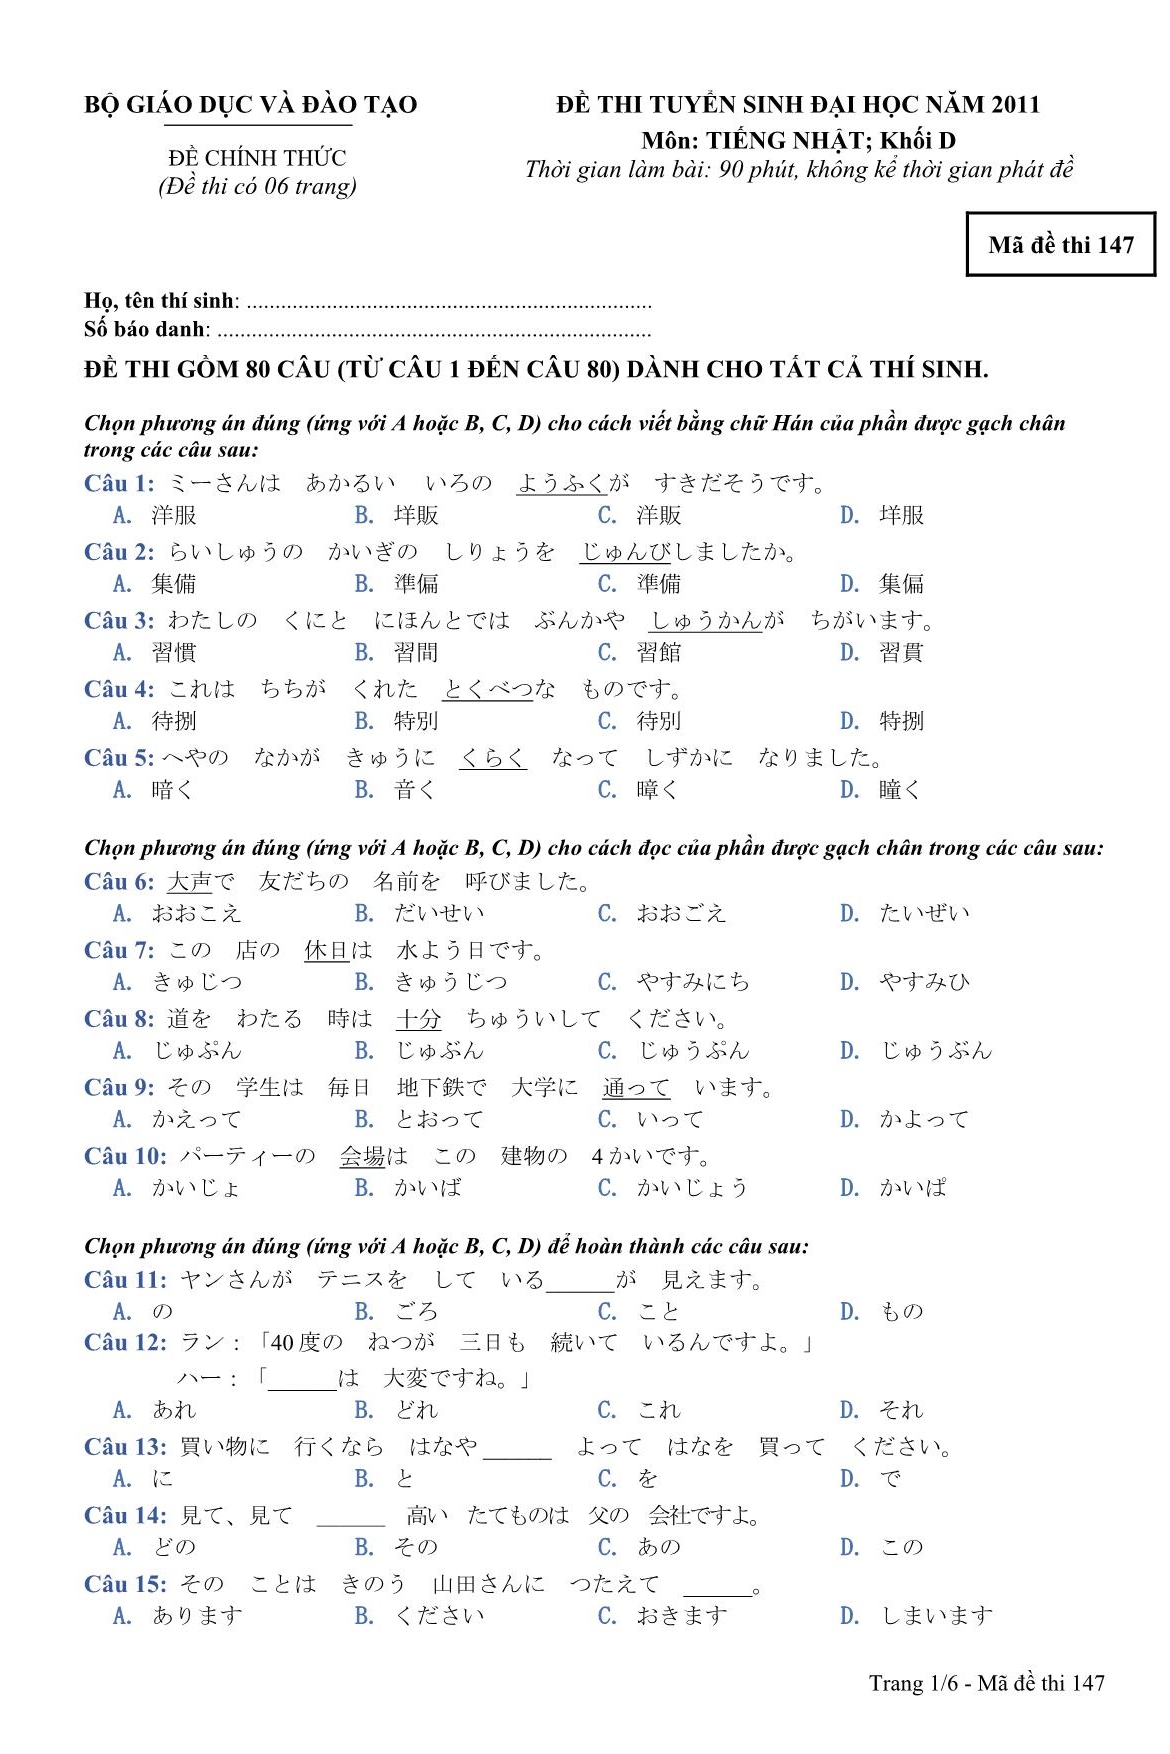 BỘ GIÁO DỤC VÀ ĐÀO TẠO
ĐỀ CHÍNH THỨC
(Đề thi có 06 trang)
ĐỀ THI TUYỂN SINH ĐẠI HỌC NĂM 2011
Môn: TIẾNG NHẬT; Khối D
Thời gian làm bài: 90 phút, không kể thời gian phát đề
Mã đề thi 147
Họ, tên thí sinh: .......................................................................
Số báo danh: ............................................................................
ĐỀ THI GỒM 80 CÂU (TỪ CÂU 1 ĐẾN CÂU 80) DÀNH CHO TẤT CẢ THÍ SINH.
Chọn phương án đúng (ứng với A hoặc B, C, D) cho cách viết bằng chữ Hán của phần được gạch chân
trong các câu sau:
Câu 1: ミーさんは　あかるい　いろの　ようふくが　すきだそうです。
A. 洋服 B. 垟販 C. 洋販 D. 垟服
Câu 2: らいしゅうの　かいぎの　しりょうを　じゅんびしましたか。
A. 集備 B. 準偏 C. 準備 D. 集偏
Câu 3: わたしの　くにと　にほんとでは　ぶんかや　しゅうかんが　ちがいます。
A. 習慣 B. 習間 C. 習館 D. 習貫
Câu 4: これは　ちちが　くれた　とくべつな　ものです。
A. 待捌 B. 特別 C. 待別 D. 特捌
Câu 5: へやの　なかが　きゅうに　くらく　なって　しずかに　なりました。
A. 暗く B. 音く C. 暲く D. 瞳く
Chọn phương án đúng (ứng với A hoặc B, C, D) cho cách đọc của phần được gạch chân trong các câu sau:
Câu 6: 大声で　友だちの　名前を　呼びました。
A. おおこえ B. だいせい C. おおごえ D. たいぜい
Câu 7: この　店の　休日は　水よう日です。
A. きゅじつ B. きゅうじつ C. やすみにち D. やすみひ
Câu 8: 道を　わたる　時は　十分　ちゅういして　ください。
A. じゅぷん B. じゅぶん C. じゅうぷん D. じゅうぶん
Câu 9: その　学生は　毎日　地下鉄で　大学に　通って　います。
A. かえって B. とおって C. いって D. かよって
Câu 10: パーティーの　会場は　この　建物の　4かいです。
A. かいじょ B. かいば C. かいじょう D. かいぱ
Chọn phương án đúng (ứng với A hoặc B, C, D) để hoàn thành các câu sau:
Câu 11: ヤンさんが　テニスを　して　いる______が　見えます。
A. の B. ごろ C. こと D. もの
Câu 12: ラン：「40度の　ねつが　三日も　続いて　いるんですよ。」
ハー：「______は　大変ですね。」
A. あれ B. どれ C. これ D. それ
Câu 13: 買い物に　行くなら　はなや______　よって　はなを　買って　ください。
A. に B. と C. を D. で
Câu 14: 見て、見て　______　高い　たてものは　父の　会社ですよ。
A. どの B. その C. あの D. この
Câu 15: その　ことは　きのう　山田さんに　つたえて　______。
A. あります B. ください C. おきます D. しまいます
Trang 1/6 - Mã đề thi 147